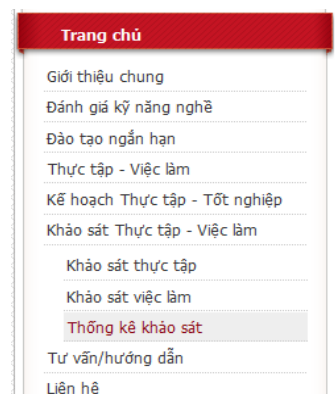 Trang chủ
Giới thiệu chung
Đánh giá kỹ năng nghề
Đào tạo ngắn hạn
Thực tập - Việc làm
Kế hoạch Thực tập - Tốt nghiệp
Khảo sát Thực tập - Việc làm
Khảo sát thực tập
Khảo sát việc làm
Thống kê khảo sát
Tư vấn/hướng dẫn
Liên hệ